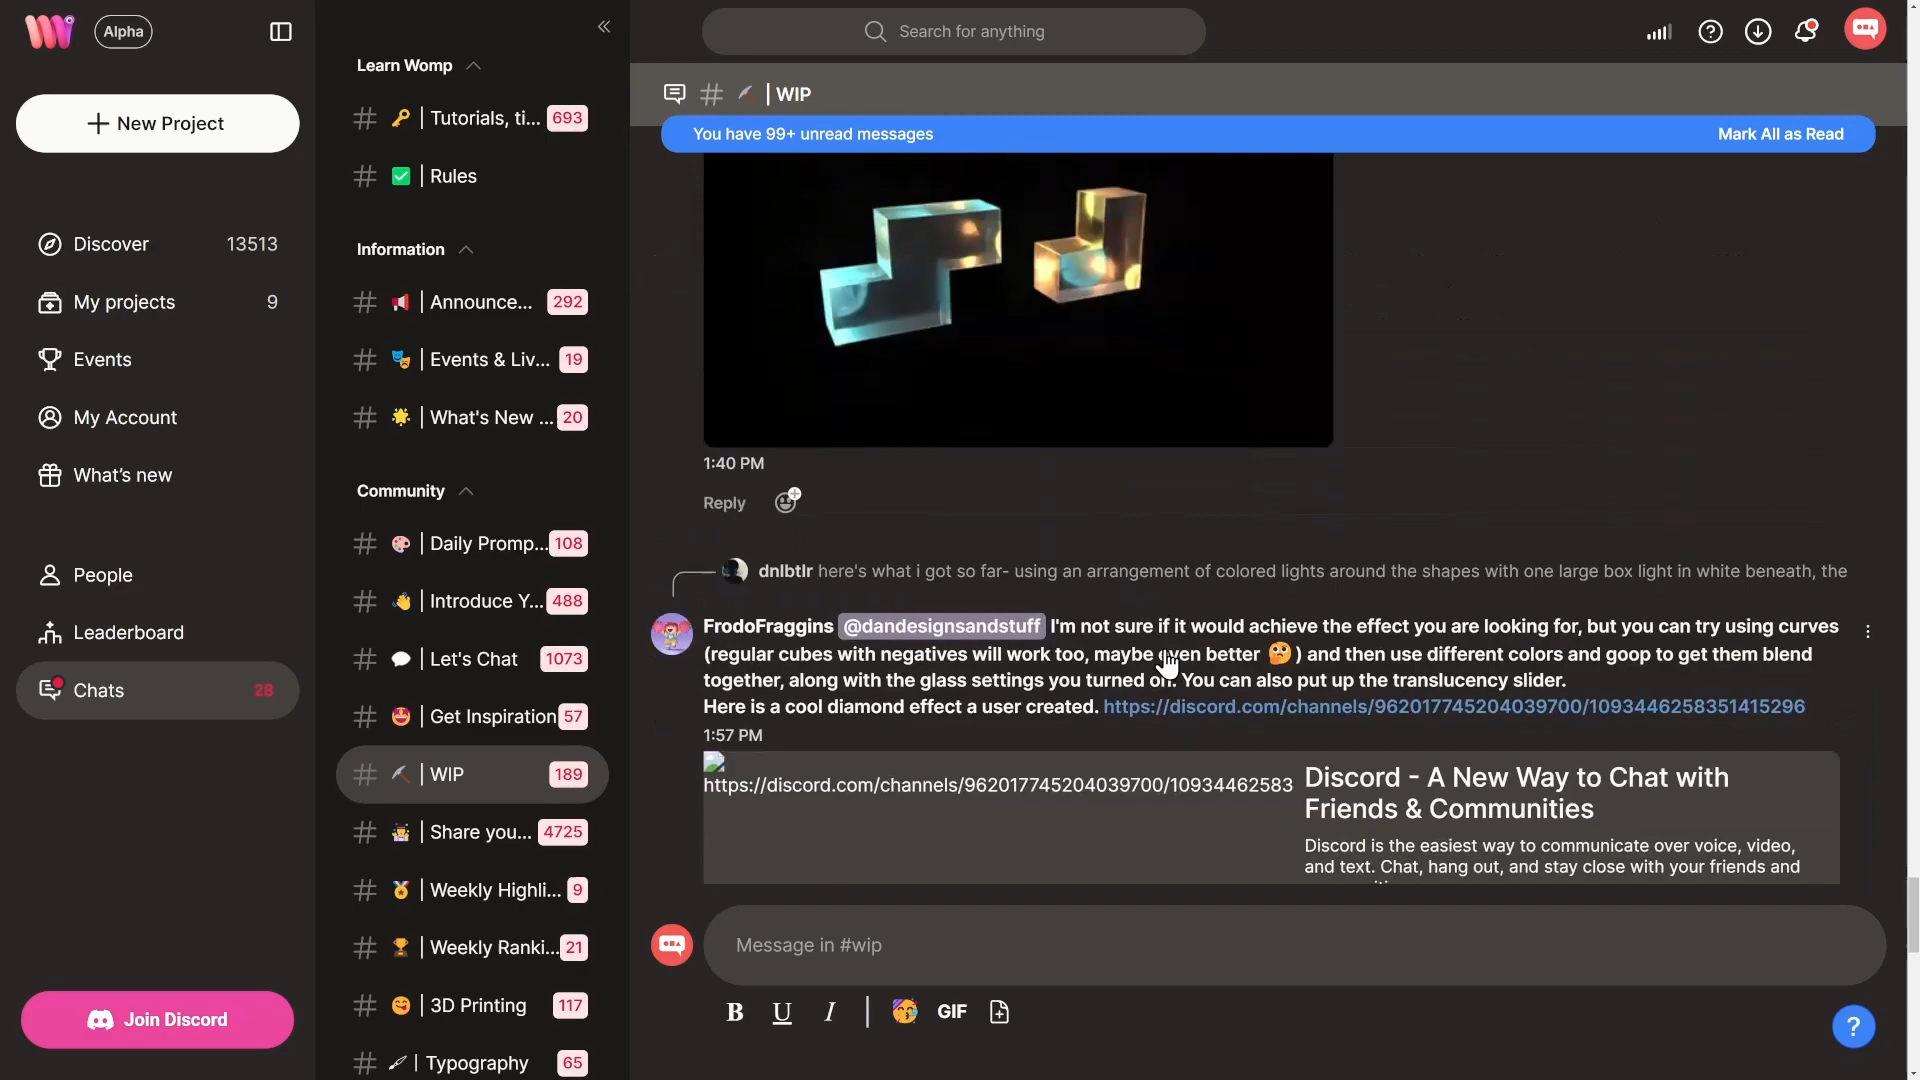 Alpha
New Project
Discover 13513
My projects 9
Events
My Account
What's new
People
Leaderboard
Chats 28
Join Discord
Learn Womp
# | Tutorials, ti... 693
# | Rules
Information
# | Announce... 292
# | Events & Liv... 19
# | What's New ... 20
Community
# | Daily Promp... 108
# | Introduce Y... 488
# | Let's Chat 1073
# | Get Inspiration 57
# | WIP 189
# | Share you... 4725
# | Weekly Highli... 9
# | Weekly Ranki... 21
# | 3D Printing 117
# | Typography 65
Search for anything
# | WIP
You have 99+ unread messages Mark All as Read
1:40 PM
Reply
dnlbtlr here's what i got so far- using an arrangement of colored lights around the shapes with one large box light in white beneath, the
FrodoFraggins @dandesignsandstuff I'm not sure if it would achieve the effect you are looking for, but you can try using curves
(regular cubes with negatives will work too, maybe even better 🤔 ) and then use different colors and goop to get them blend
together, along with the glass settings you turned on. You can also put up the translucency slider.
Here is a cool diamond effect a user created. https://discord.com/channels/962017745204039700/1093446258351415296
1:57 PM
https://discord.com/channels/962017745204039700/10934462583
Discord - A New Way to Chat with
Friends & Communities
Discord is the easiest way to communicate over voice, video,
and text. Chat, hang out, and stay close with your friends and
Message in #wip
B U I GIF
?